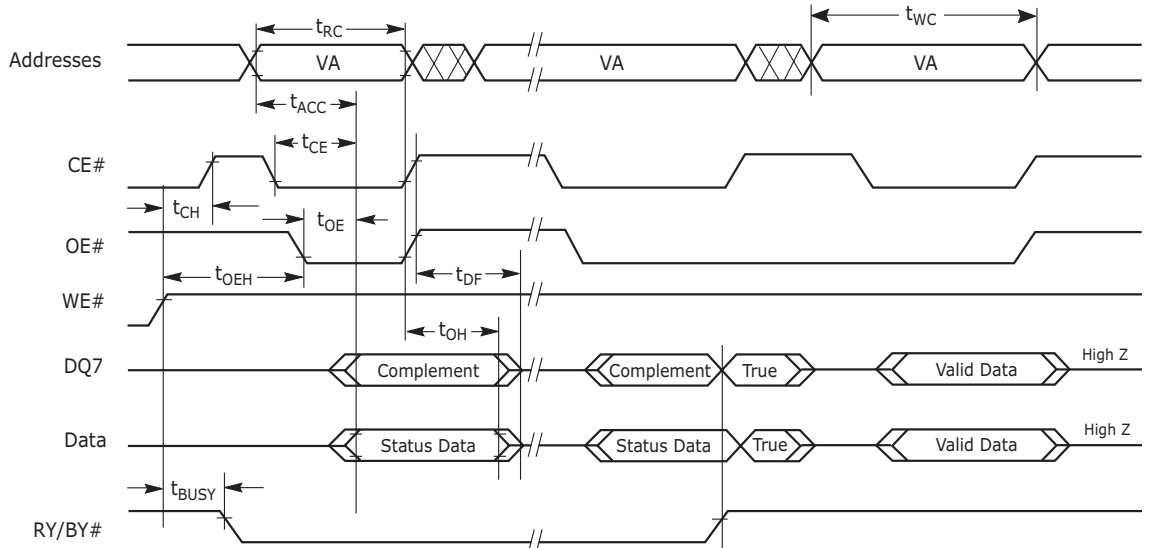 tRC
tWC
Addresses
VA
VA
VA
tACC
tCE
CE#
tCH
tOE
OE#
tOEH
tDF
WE#
tOH
DQ7
Complement
Complement
True
Valid Data
High Z
Data
Status Data
Status Data
True
Valid Data
High Z
tBUSY
RY/BY#